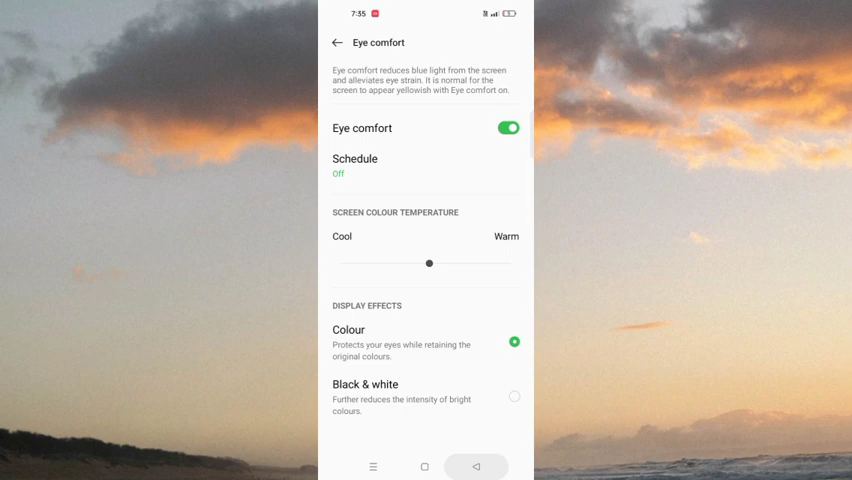 7:35
Eye comfort
Eye comfort reduces blue light from the screen
and alleviates eye strain. It is normal for the
screen to appear yellowish with Eye comfort on.
Eye comfort
Schedule
Off
SCREEN COLOUR TEMPERATURE
Cool Warm
DISPLAY EFFECTS
Colour
Protects your eyes while retaining the
original colours.
Black & white
Further reduces the intensity of bright
colours.